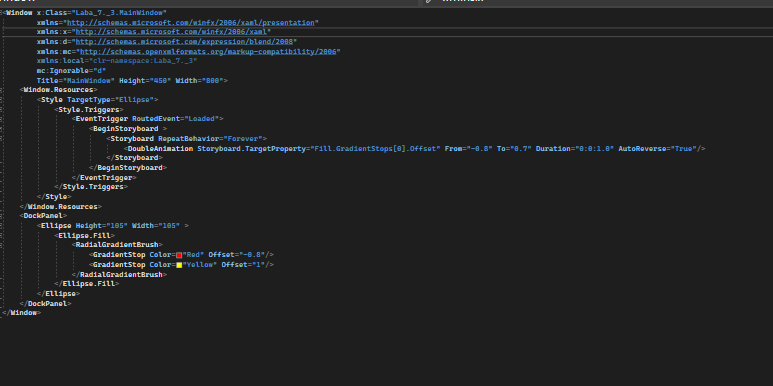 <Window x:Class="Laba_7._3.MainWindow"
xmlns="http://schemas.microsoft.com/winfx/2006/xaml/presentation"
xmlns:x="http://schemas.microsoft.com/winfx/2006/xaml"
xmlns:d="http://schemas.microsoft.com/expression/blend/2008"
xmlns:mc="http://schemas.openxmlformats.org/markup-compatibility/2006"
xmlns:local="clr-namespace:Laba_7._3"
mc:Ignorable="d"
Title="MainWindow" Height="450" Width="800">
<Window.Resources>
<Style TargetType="Ellipse">
<Style.Triggers>
<EventTrigger RoutedEvent="Loaded">
<BeginStoryboard >
<Storyboard RepeatBehavior="Forever">
<DoubleAnimation Storyboard.TargetProperty="Fill.GradientStops[0].Offset" From="-0.8" To="0.7" Duration="0:0:1.0" AutoReverse="True"/>
</Storyboard>
</BeginStoryboard>
</EventTrigger>
</Style.Triggers>
</Style>
</Window.Resources>
<DockPanel>
<Ellipse Height="105" Width="105" >
<Ellipse.Fill>
<RadialGradientBrush>
<GradientStop Color="Red" Offset="-0.8"/>
<GradientStop Color="Yellow" Offset="1"/>
</RadialGradientBrush>
</Ellipse.Fill>
</Ellipse>
</DockPanel>
</Window>